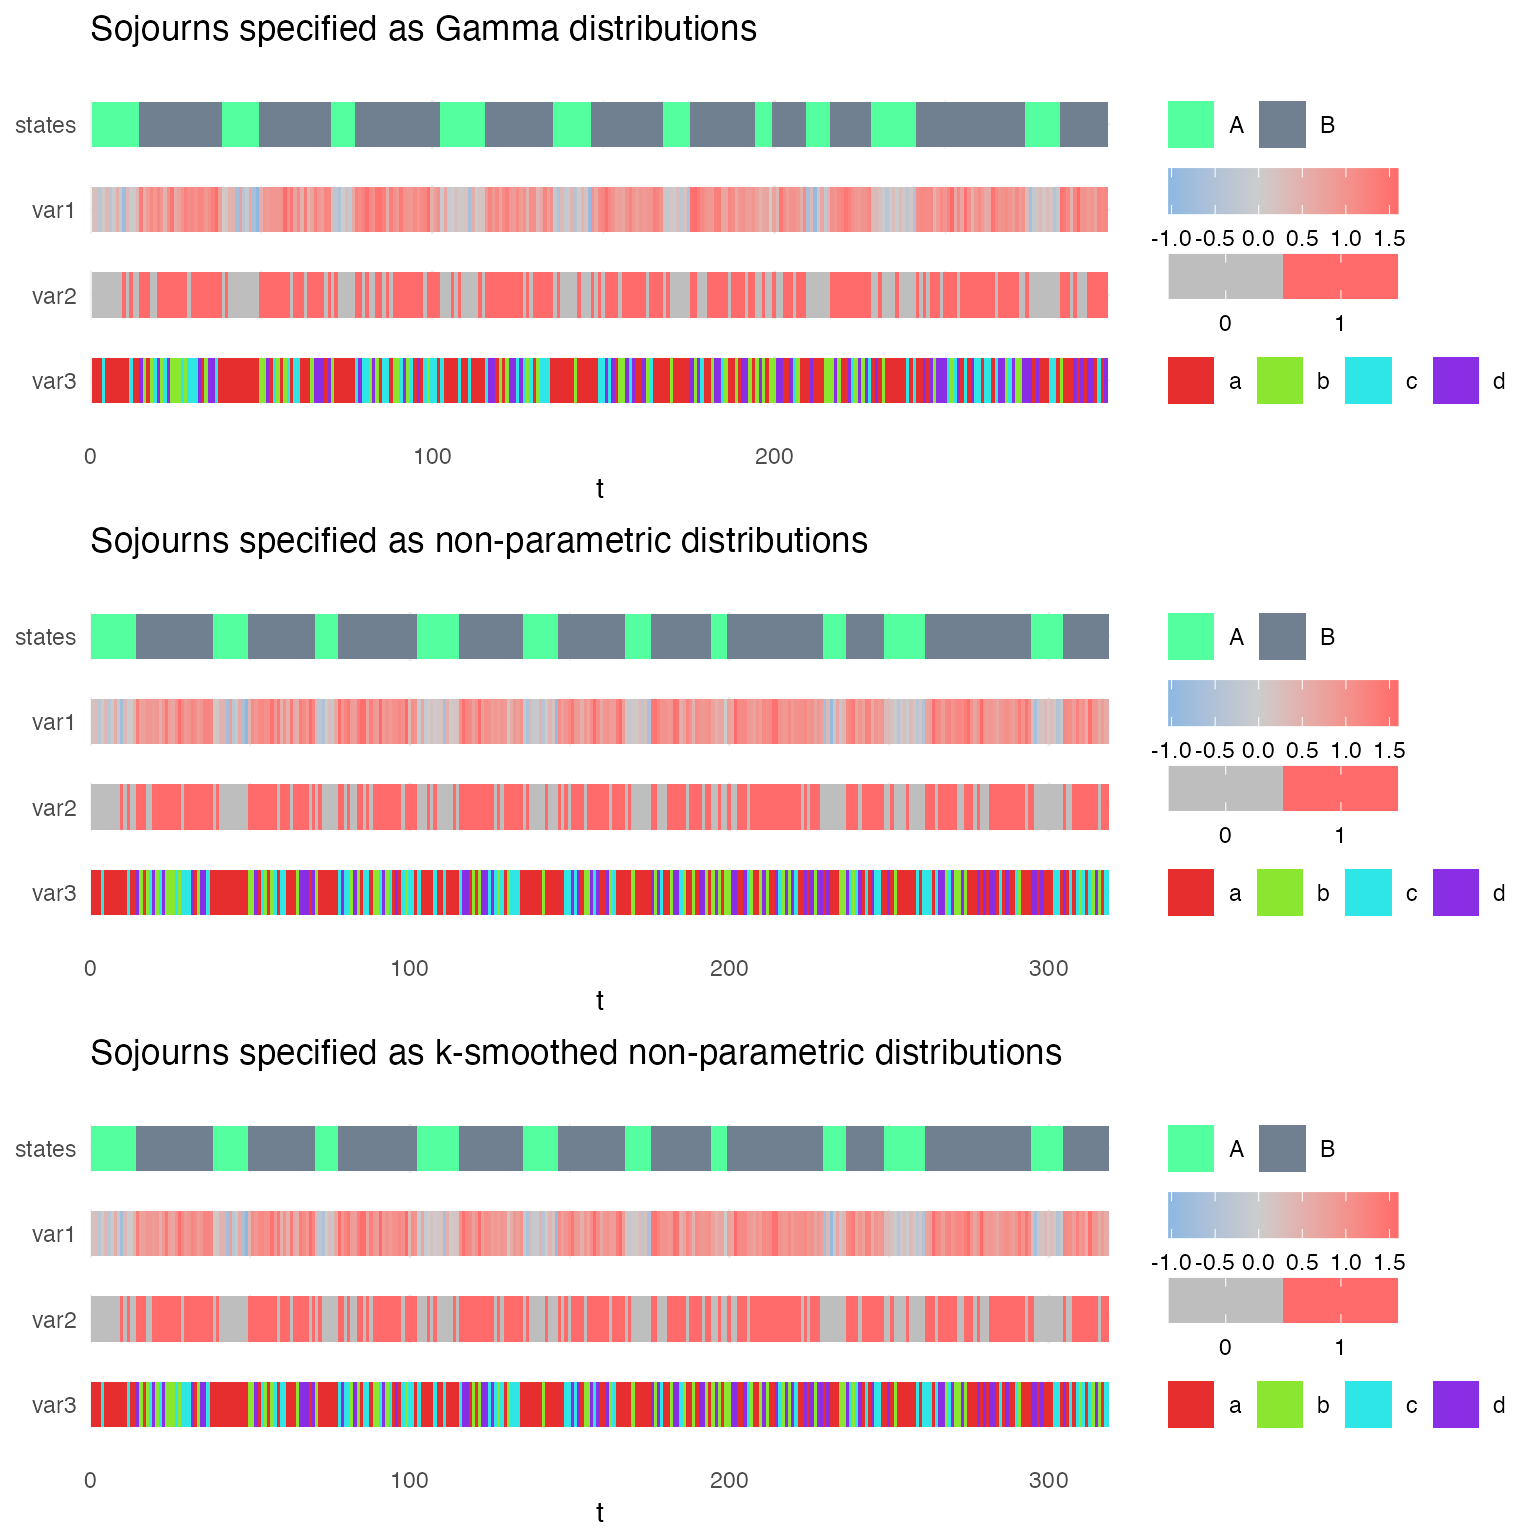 Sojourns specified as Gamma distributions
states A B
var1
-1.0 -0.5 0.0 0.5 1.0 1.5
var2
0 1
var3 a b c d
0 100 200
t
Sojourns specified as non-parametric distributions
states A B
var1
-1.0 -0.5 0.0 0.5 1.0 1.5
var2
0 1
var3 a b c d
0 100 200 300
t
Sojourns specified as k-smoothed non-parametric distributions
states A B
var1
-1.0 -0.5 0.0 0.5 1.0 1.5
var2
0 1
var3 a b c d
0 100 200 300
t